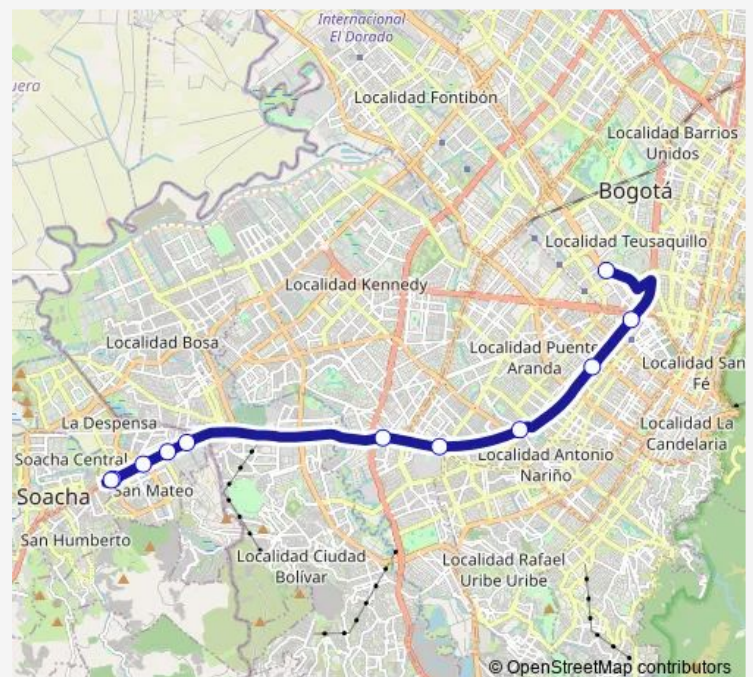 Internacional
El Dorado
uera
Localidad Fontibón
Localidad Barrios
Unidos
Bogotá
Localidad Teusaquillo
Localidad Kennedy
Localidad Bosa
Localidad Puente
Aranda
Localidad San
Fé
La Despensa
Localidad La
Candelaria
Soacha Central
Localidad Antonio
Nariño
Soacha
San Mateo
San Humberto
Localidad Ciudad
Bolívar
Localidad Rafael
Uribe Uribe
© OpenStreetMap contributors